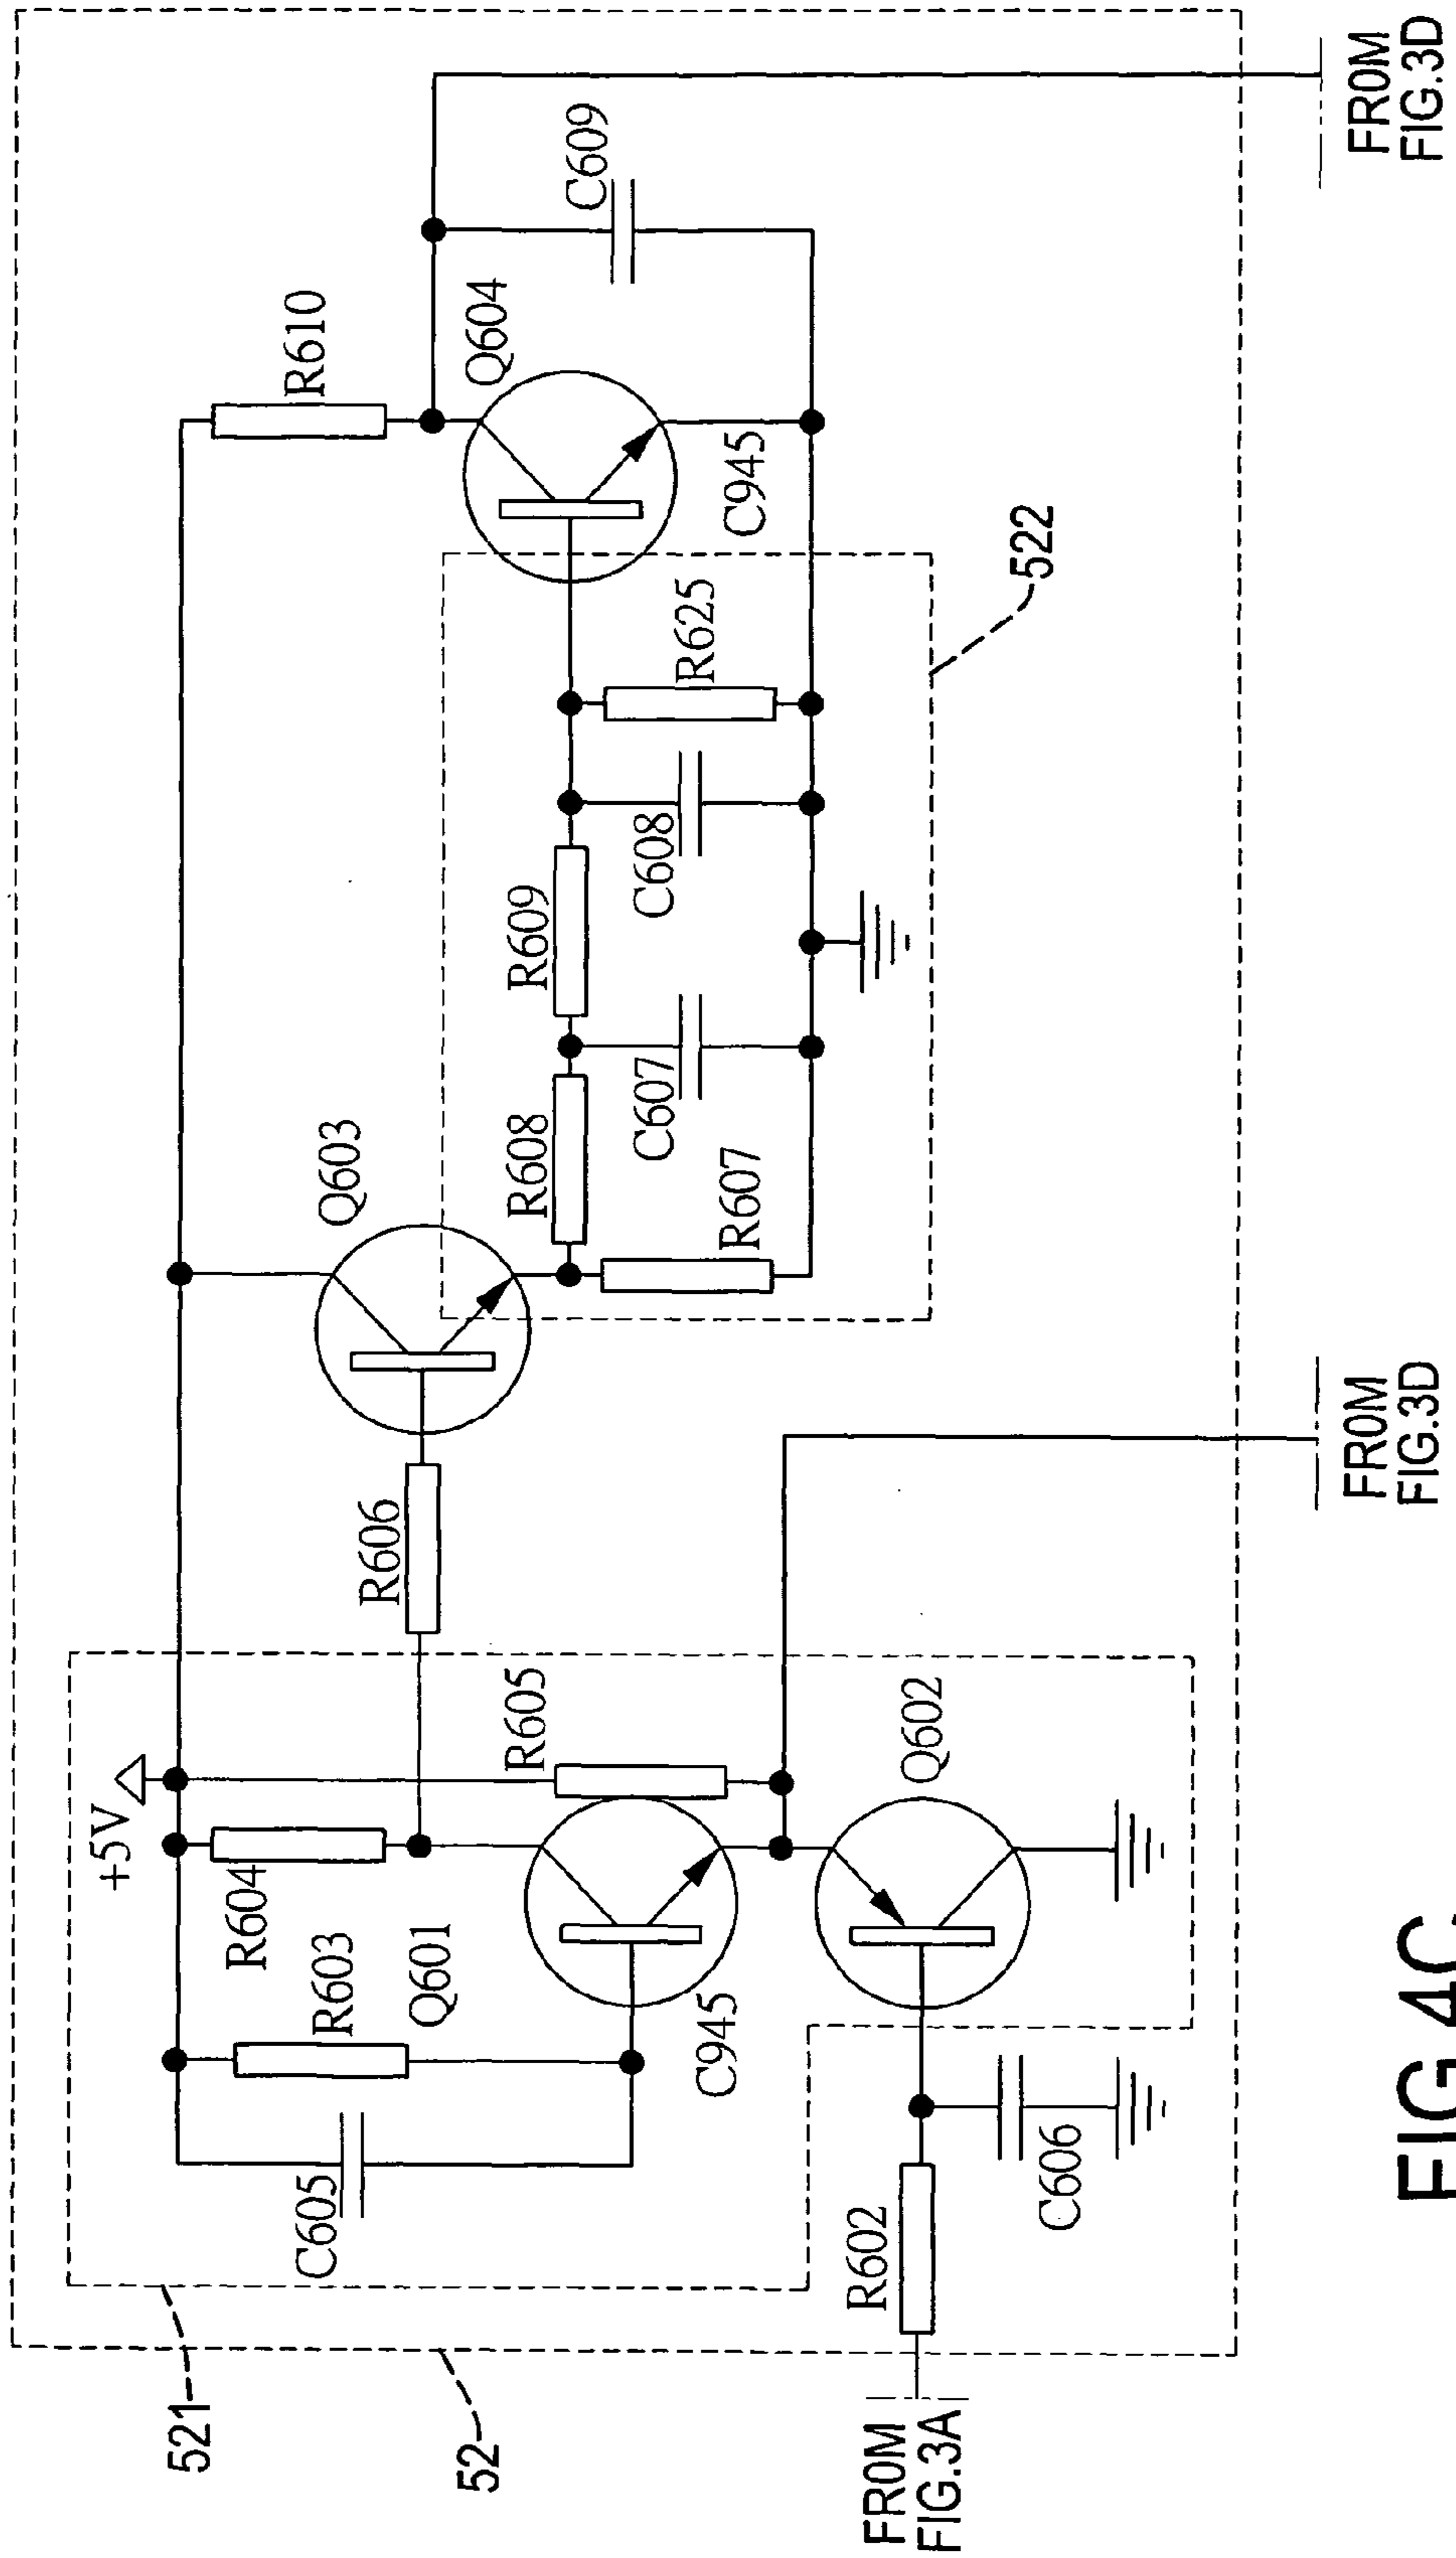 521
52
+5V
C605
R603
R604
Q601
C945
R605
Q602
R602
C606
FROM
FIG.3A
R606
Q603
R607
R608
C607
R609
C608
R625
522
Q604
C945
R610
C609
FROM
FIG.3D
FROM
FIG.3D
FIG.4C